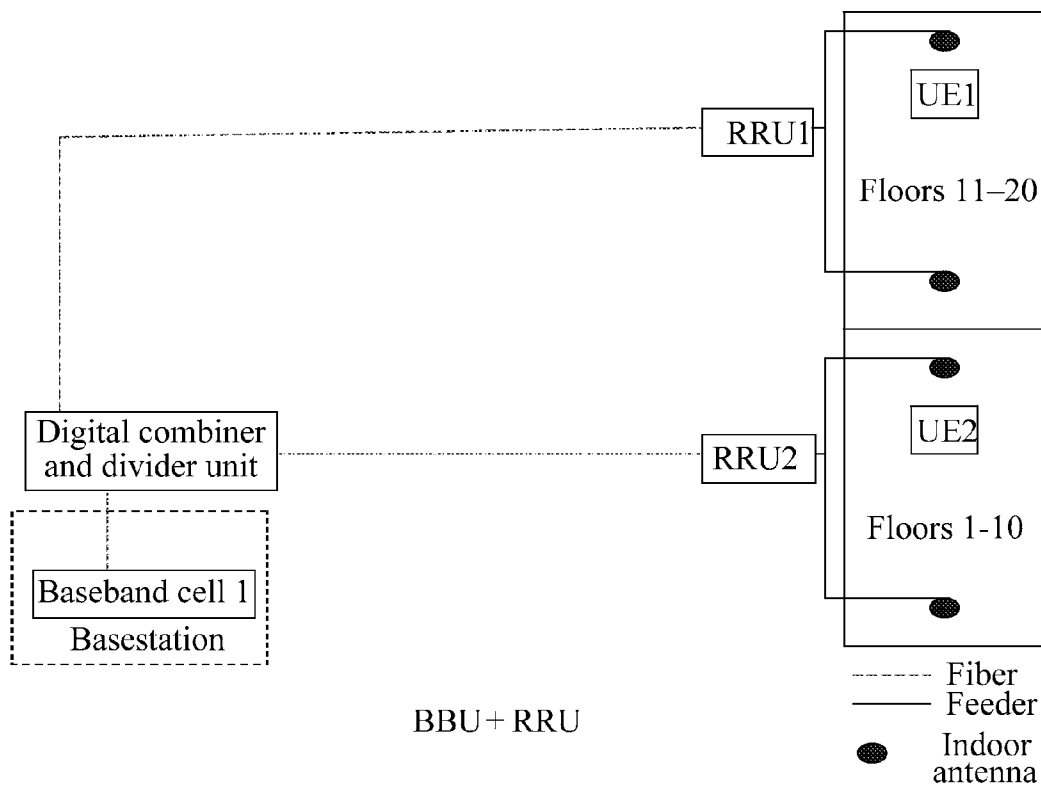 UE1
RRU1
Floors 11–20
Digital combiner
and divider unit
RRU2
UE2
Floors 1-10
Baseband cell 1
Basestation
BBU + RRU
Fiber
Feeder
Indoor
antenna